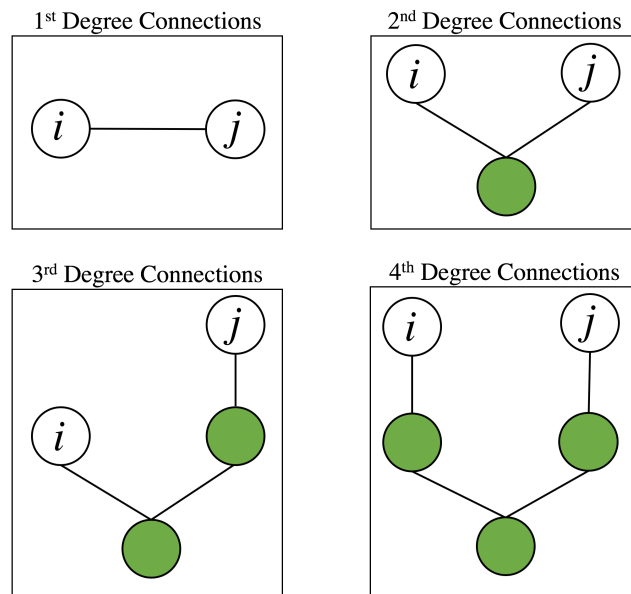 1st Degree Connections
2nd Degree Connections
i
j
i
j
3rd Degree Connections
4th Degree Connections
j
i
j
i